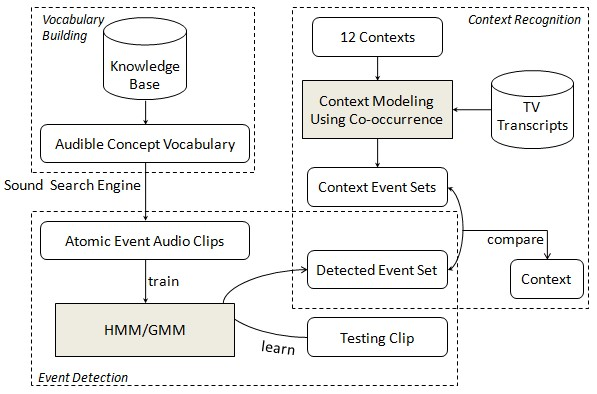 Vocabulary
Building
Knowledge
Base
Audible Concept Vocabulary
Sound Search Engine
Context Recognition
12 Contexts
Context Modeling
Using Co-occurrence
TV
Transcripts
Context Event Sets
compare
Context
Atomic Event Audio Clips
train
Detected Event Set
HMM/GMM
learn
Testing Clip
Event Detection